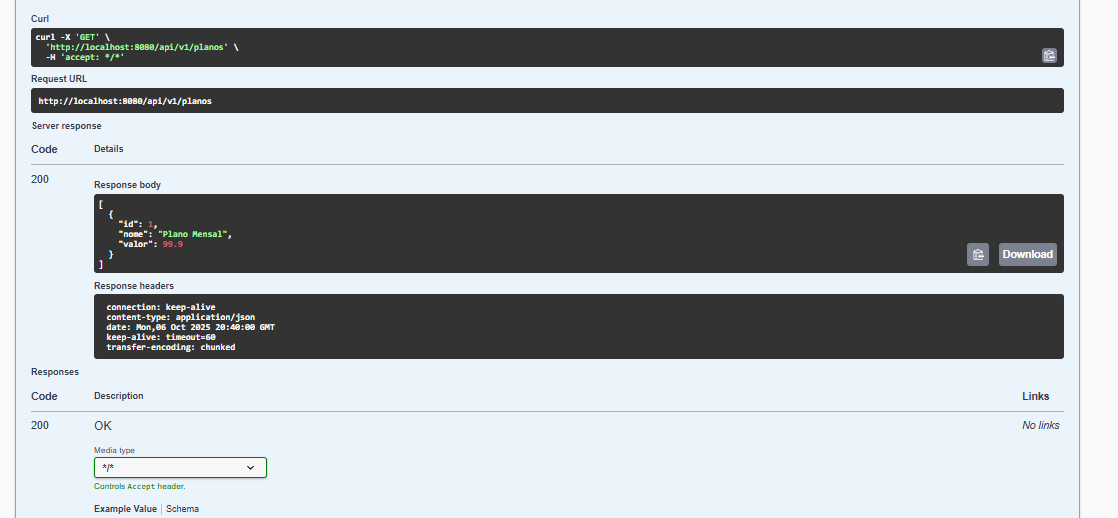 Curl
curl -X 'GET' \
'http://localhost:8080/api/v1/planos' \
-H 'accept: */*'
Request URL
http://localhost:8080/api/v1/planos
Server response
Code Details
200
Response body
[
{
"id": 1,
"nome": "Plano Mensal",
"valor": 99.9
}
]
Download
Response headers
connection: keep-alive
content-type: application/json
date: Mon,06 Oct 2025 20:40:00 GMT
keep-alive: timeout=60
transfer-encoding: chunked
Responses
Code Description Links
200 OK No links
Media type
*/*
Controls Accept header.
Example Value Schema